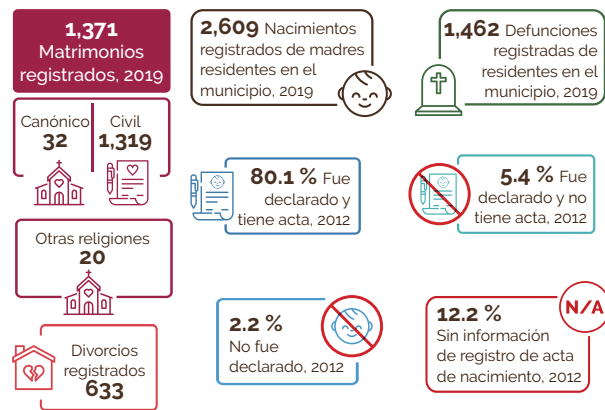 1,371
Matrimonios
registrados, 2019
Canónico
32
Civil
1,319
Otras religiones
20
Divorcios
registrados
633
2,609 Nacimientos
registrados de madres
residentes en el
municipio, 2019
1,462 Defunciones
registradas de
residentes en el
municipio, 2019
80.1 % Fue
declarado y
tiene acta, 2012
5.4 % Fue
declarado y no
tiene acta, 2012
2.2 %
No fue
declarado, 2012
N/A
12.2 %
Sin información
de registro de acta
de nacimiento, 2012